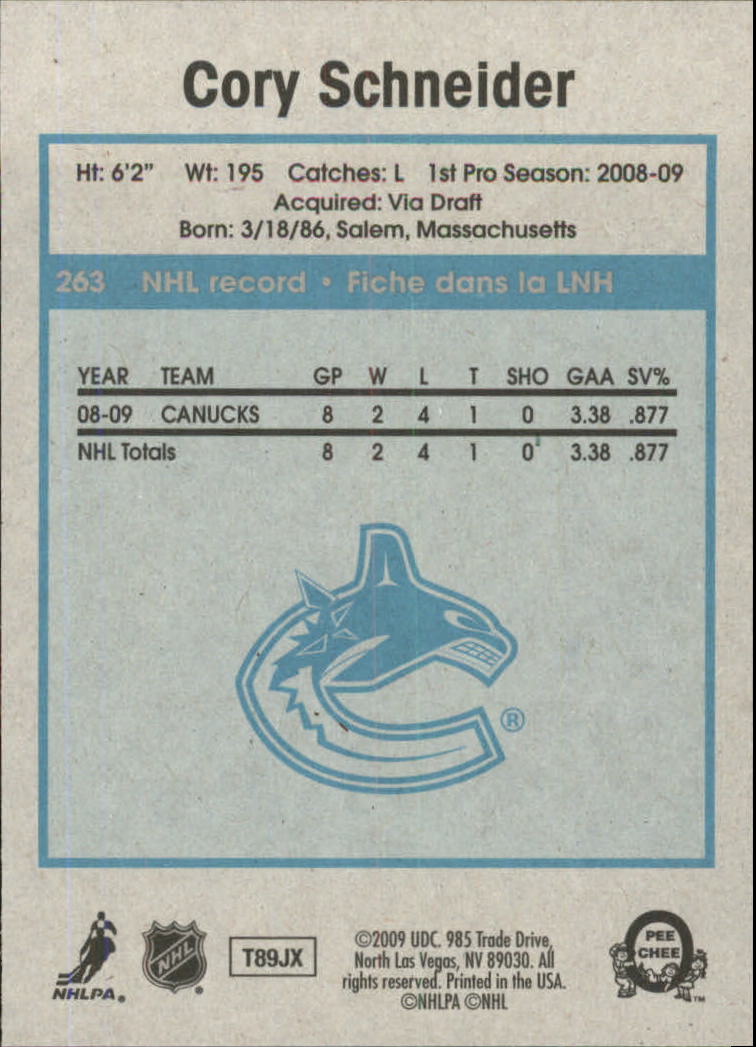 Cory Schneider
Ht: 6'2" Wt: 195 Catches: L 1st Pro Season: 2008-09
Acquired: Via Draft
Born: 3/18/86, Salem, Massachusetts
263 NHL record • Fiche dans la LNH
YEAR TEAM GP W L T SHO GAA SV%
08-09 CANUCKS 8 2 4 1 0 3.38 .877
NHL Totals 8 2 4 1 0 3.38 .877
®
NHLPA®
NHL®
T89JX
©2009 UDC. 985 Trade Drive,
North Las Vegas, NV 89030. All
rights reserved. Printed in the USA.
©NHLPA ©NHL
PEE
CHEE
™